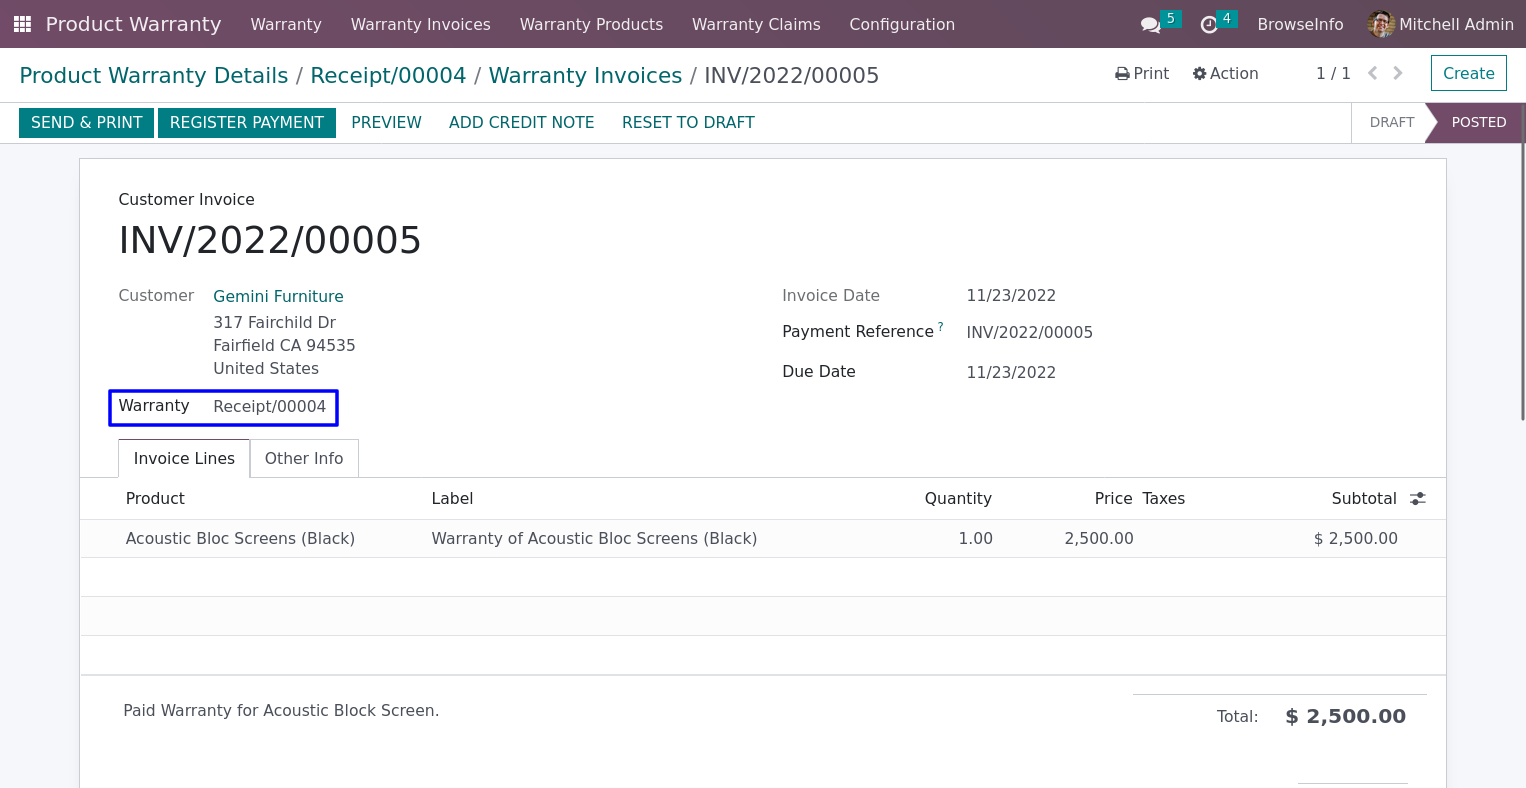 Product Warranty Warranty Warranty Invoices Warranty Products Warranty Claims Configuration 5 4 BrowseInfo Mitchell Admin
Product Warranty Details / Receipt/00004 / Warranty Invoices / INV/2022/00005 Print Action 1 / 1 Create
SEND & PRINT REGISTER PAYMENT PREVIEW ADD CREDIT NOTE RESET TO DRAFT DRAFT POSTED
Customer Invoice
INV/2022/00005
Customer Gemini Furniture Invoice Date 11/23/2022
317 Fairchild Dr
Payment Reference ? INV/2022/00005
Fairfield CA 94535
United States Due Date 11/23/2022
Warranty Receipt/00004
Invoice Lines Other Info
Product Label Quantity Price Taxes Subtotal
Acoustic Bloc Screens (Black) Warranty of Acoustic Bloc Screens (Black) 1.00 2,500.00 $ 2,500.00
Paid Warranty for Acoustic Block Screen. Total: $ 2,500.00